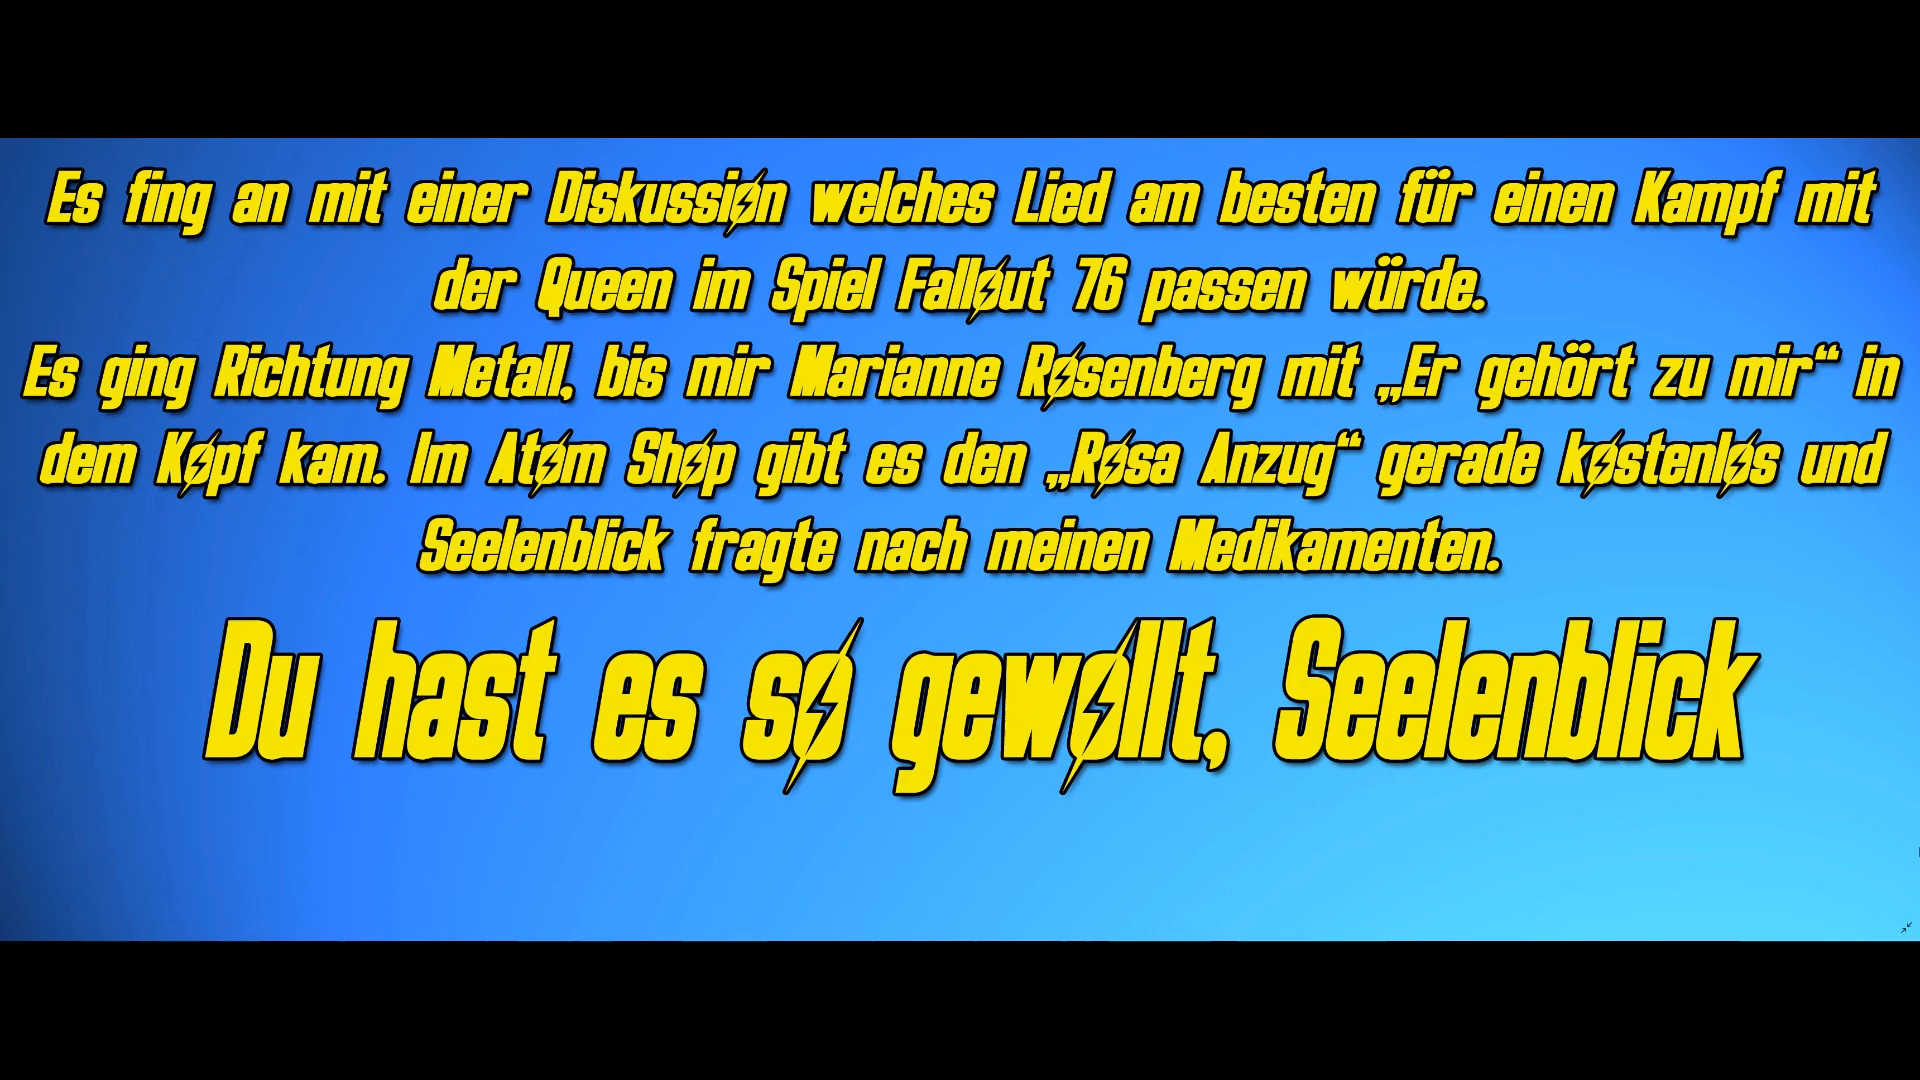 Es fing an mit einer Diskussion welches Lied am besten für einen Kampf mit
der Queen im Spiel Fallout 76 passen würde.
Es ging Richtung Metall, bis mir Marianne Rosenberg mit „Er gehört zu mir“ in
dem Kopf kam. Im Atom Shop gibt es den „Rosa Anzug“ gerade kostenlos und
Seelenblick fragte nach meinen Medikamenten.
Du hast es so gewollt, Seelenblick